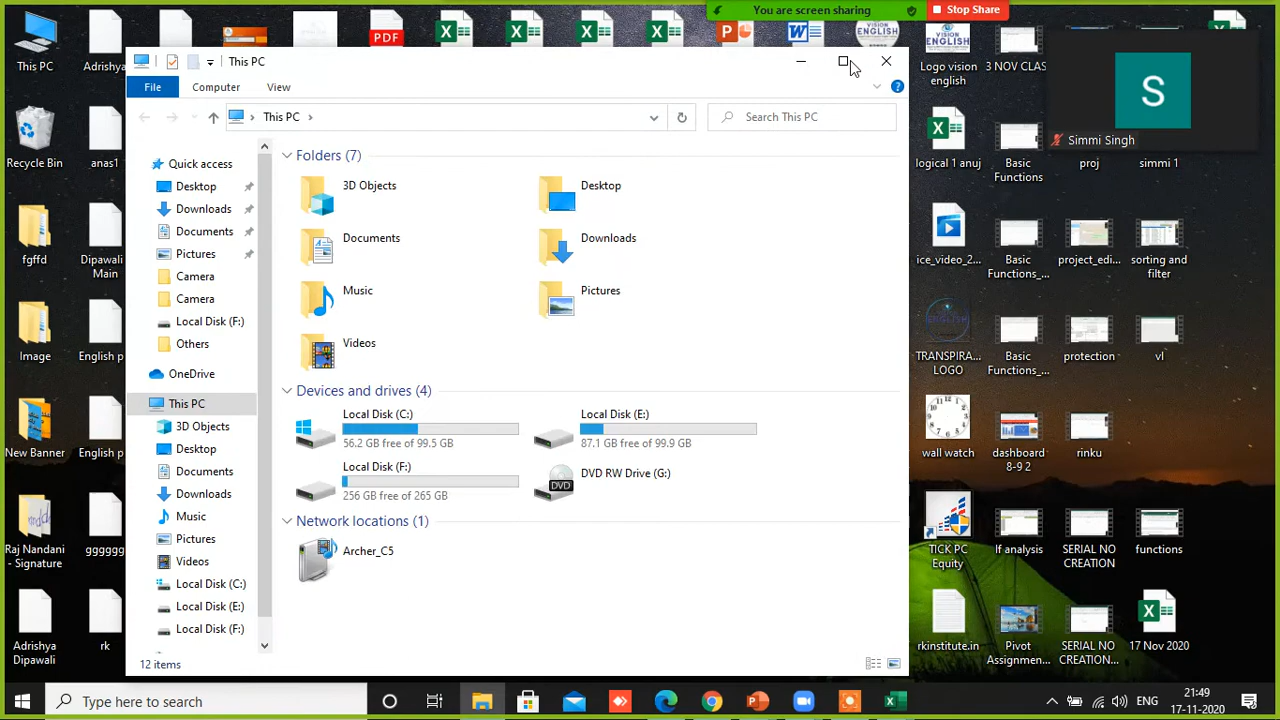 You are screen sharing
Stop Share
This PC
Adrishya
PDF
VISION
ENGLISH
Logo vision
english
3 NOV CLAS
S
Simmi Singh
Recycle Bin
anas1
logical 1 anuj
Basic
Functions
proj
simmi 1
fgffd
Dipawali
Main
ice_video_2...
Basic
Functions_...
project_edi...
sorting and
filter
Image
English p
TRANSPIRA...
LOGO
Basic
Functions_...
protection
vl
New Banner
English p
wall watch
dashboard
8-9 2
rinku
Raj Nandani
- Signature
gggggg
TICK PC
Equity
If analysis
SERIAL NO
CREATION
functions
Adrishya
Dipawali
rk
rkinstitute.in
Pivot
Assignmen...
SERIAL NO
CREATION...
17 Nov 2020
This PC
File
Computer
View
This PC
Search This PC
Quick access
Desktop
Downloads
Documents
Pictures
Camera
Camera
Local Disk (F:)
Others
OneDrive
This PC
3D Objects
Desktop
Documents
Downloads
Music
Pictures
Videos
Local Disk (C:)
Local Disk (E:)
Local Disk (F:)
Folders (7)
3D Objects
Desktop
Documents
Downloads
Music
Pictures
Videos
Devices and drives (4)
Local Disk (C:)
56.2 GB free of 99.5 GB
Local Disk (E:)
87.1 GB free of 99.9 GB
Local Disk (F:)
256 GB free of 265 GB
DVD
DVD RW Drive (G:)
Network locations (1)
Archer_C5
12 items
Type here to search
ENG
21:49
17-11-2020